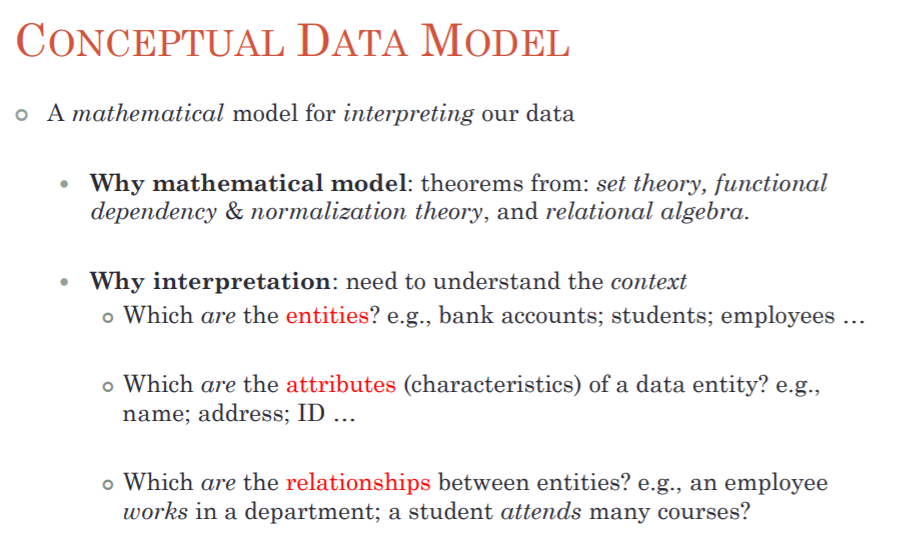 CONCEPTUAL DATA MODEL
A mathematical model for interpreting our data
Why mathematical model: theorems from: set theory, functional
dependency & normalization theory, and relational algebra.
Why interpretation: need to understand the context
Which are the entities? e.g., bank accounts; students; employees …
Which are the attributes (characteristics) of a data entity? e.g.,
name; address; ID …
Which are the relationships between entities? e.g., an employee
works in a department; a student attends many courses?